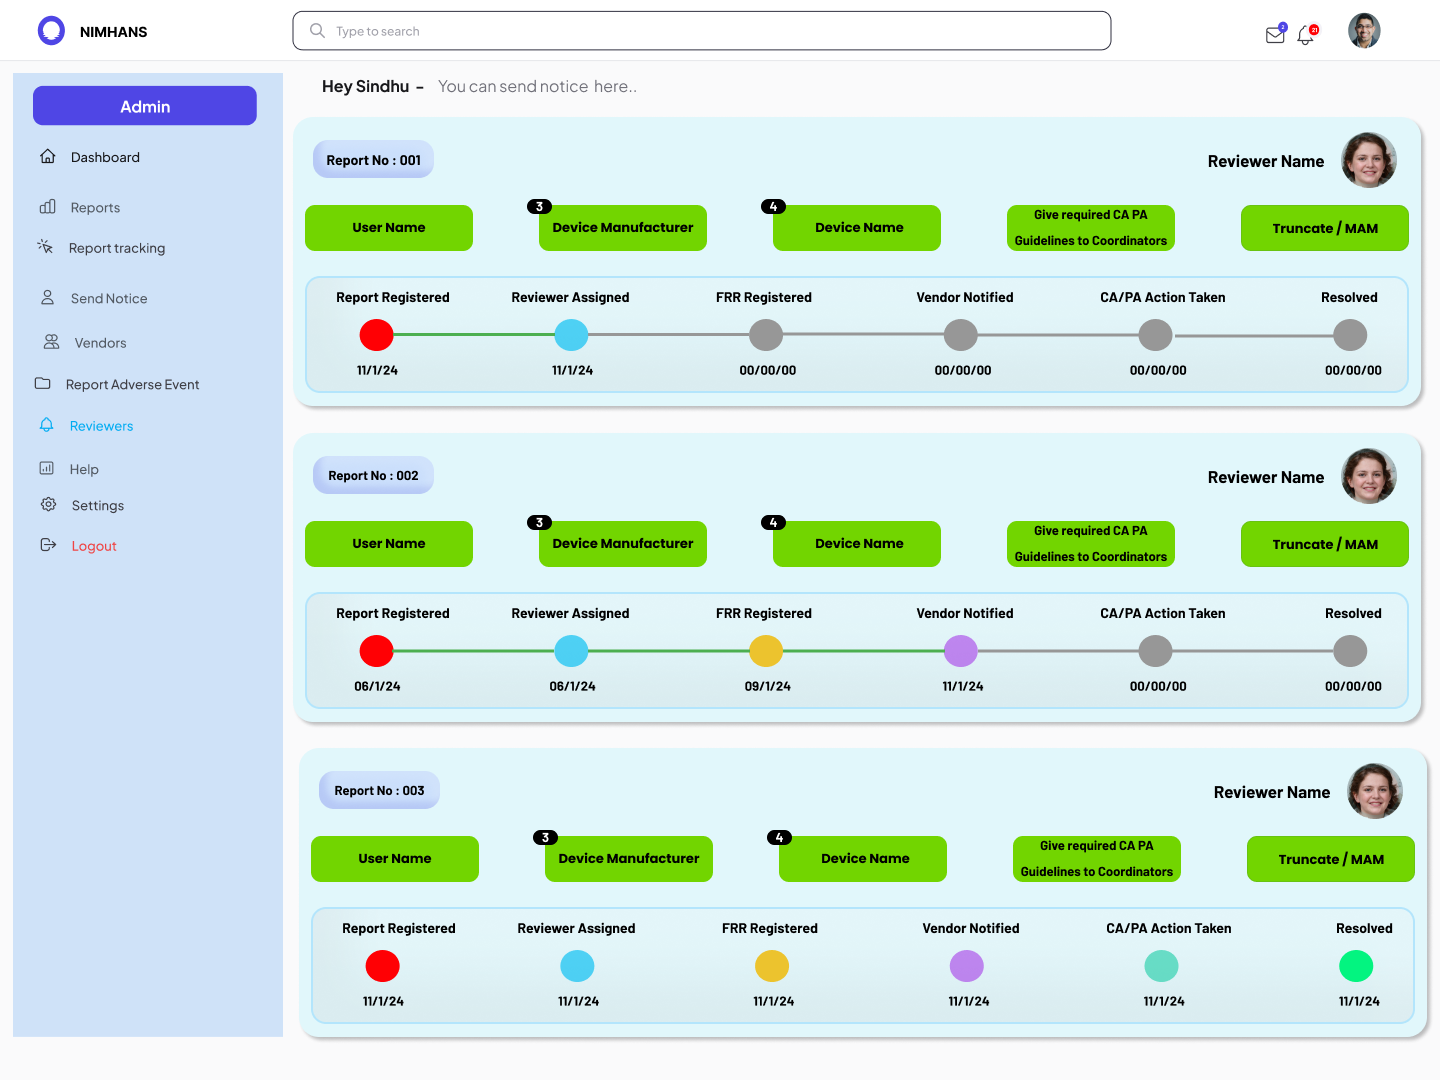 NIMHANS
Type to search
2
21
Hey Sindhu - You can send notice here..
Admin
Dashboard
Reports
Report tracking
Send Notice
Vendors
Report Adverse Event
Reviewers
Help
Settings
Logout
Report No : 001
Reviewer Name
User Name
3
Device Manufacturer
4
Device Name
Give required CA PA
Guidelines to Coordinators
Truncate / MAM
Report Registered
Reviewer Assigned
FRR Registered
Vendor Notified
CA/PA Action Taken
Resolved
11/1/24
11/1/24
00/00/00
00/00/00
00/00/00
00/00/00
Report No : 002
Reviewer Name
User Name
3
Device Manufacturer
4
Device Name
Give required CA PA
Guidelines to Coordinators
Truncate / MAM
Report Registered
Reviewer Assigned
FRR Registered
Vendor Notified
CA/PA Action Taken
Resolved
06/1/24
06/1/24
09/1/24
11/1/24
00/00/00
00/00/00
Report No : 003
Reviewer Name
User Name
3
Device Manufacturer
4
Device Name
Give required CA PA
Guidelines to Coordinators
Truncate / MAM
Report Registered
Reviewer Assigned
FRR Registered
Vendor Notified
CA/PA Action Taken
Resolved
11/1/24
11/1/24
11/1/24
11/1/24
11/1/24
11/1/24